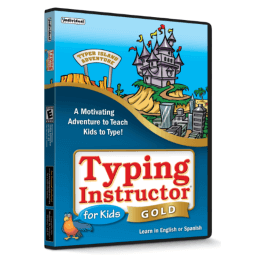 individual
TYPER ISLAND
ADVENTURE
A Motivating
Adventure to Teach
Kids to Type!
Typing
Instructor
for Kids
GOLD
Learn in English or Spanish